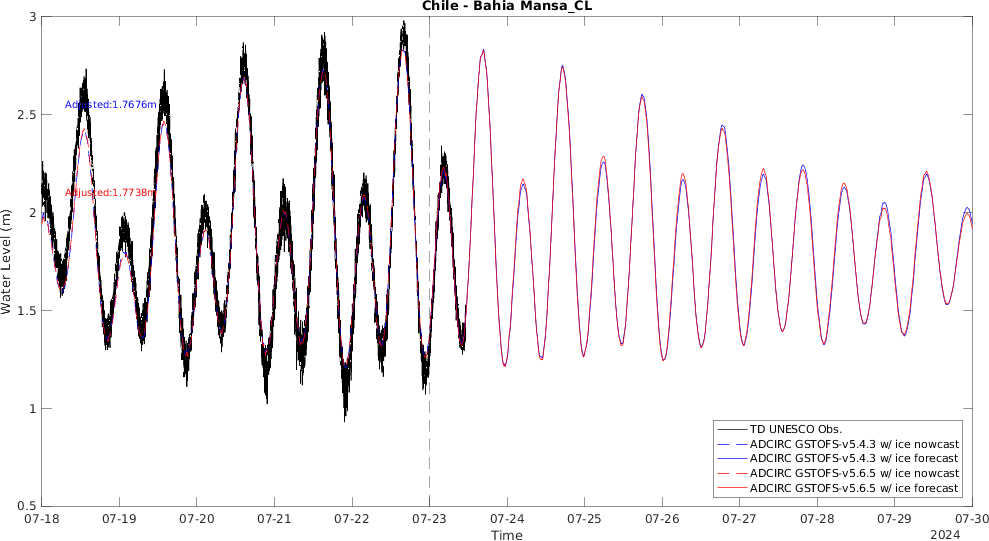 Chile - Bahia Mansa_CL
3
2.5
2
1.5
1
0.5
Water Level (m)
Adjusted:1.7676m
Adjusted:1.7738m
TD UNESCO Obs.
ADCIRC GSTOFS-v5.4.3 w/ ice nowcast
ADCIRC GSTOFS-v5.4.3 w/ ice forecast
ADCIRC GSTOFS-v5.6.5 w/ ice nowcast
ADCIRC GSTOFS-v5.6.5 w/ ice forecast
07-18 07-19 07-20 07-21 07-22 07-23 07-24 07-25 07-26 07-27 07-28 07-29 07-30
Time
2024